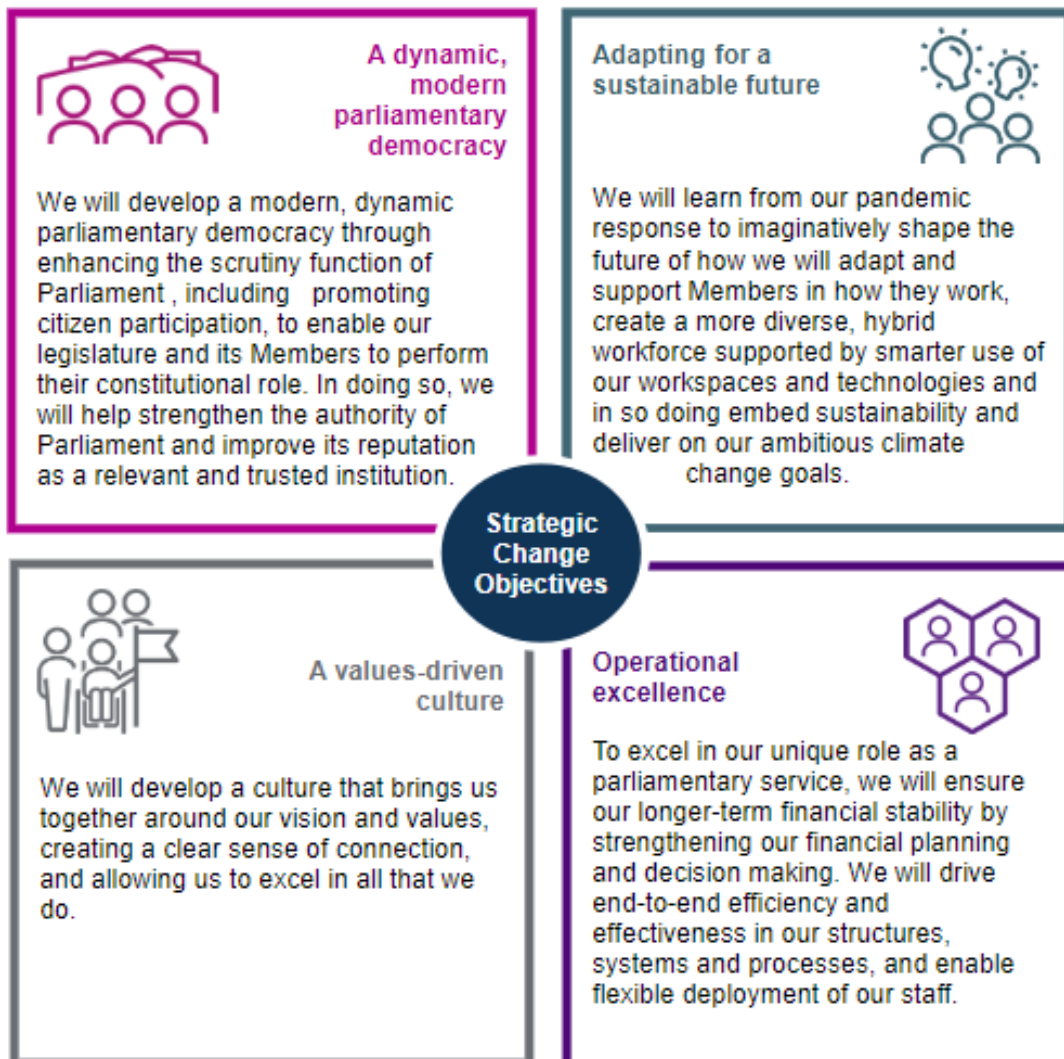 A dynamic,
modern
parliamentary
democracy
We will develop a modern, dynamic
parliamentary democracy through
enhancing the scrutiny function of
Parliament , including promoting
citizen participation, to enable our
legislature and its Members to perform
their constitutional role. In doing so, we
will help strengthen the authority of
Parliament and improve its reputation
as a relevant and trusted institution.
Adapting for a
sustainable future
We will learn from our pandemic
response to imaginatively shape the
future of how we will adapt and
support Members in how they work,
create a more diverse, hybrid
workforce supported by smarter use of
our workspaces and technologies and
in so doing embed sustainability and
deliver on our ambitious climate
change goals.
Strategic
Change
Objectives
A values-driven
culture
We will develop a culture that brings us
together around our vision and values,
creating a clear sense of connection,
and allowing us to excel in all that we
do.
Operational
excellence
To excel in our unique role as a
parliamentary service, we will ensure
our longer-term financial stability by
strengthening our financial planning
and decision making. We will drive
end-to-end efficiency and
effectiveness in our structures,
systems and processes, and enable
flexible deployment of our staff.